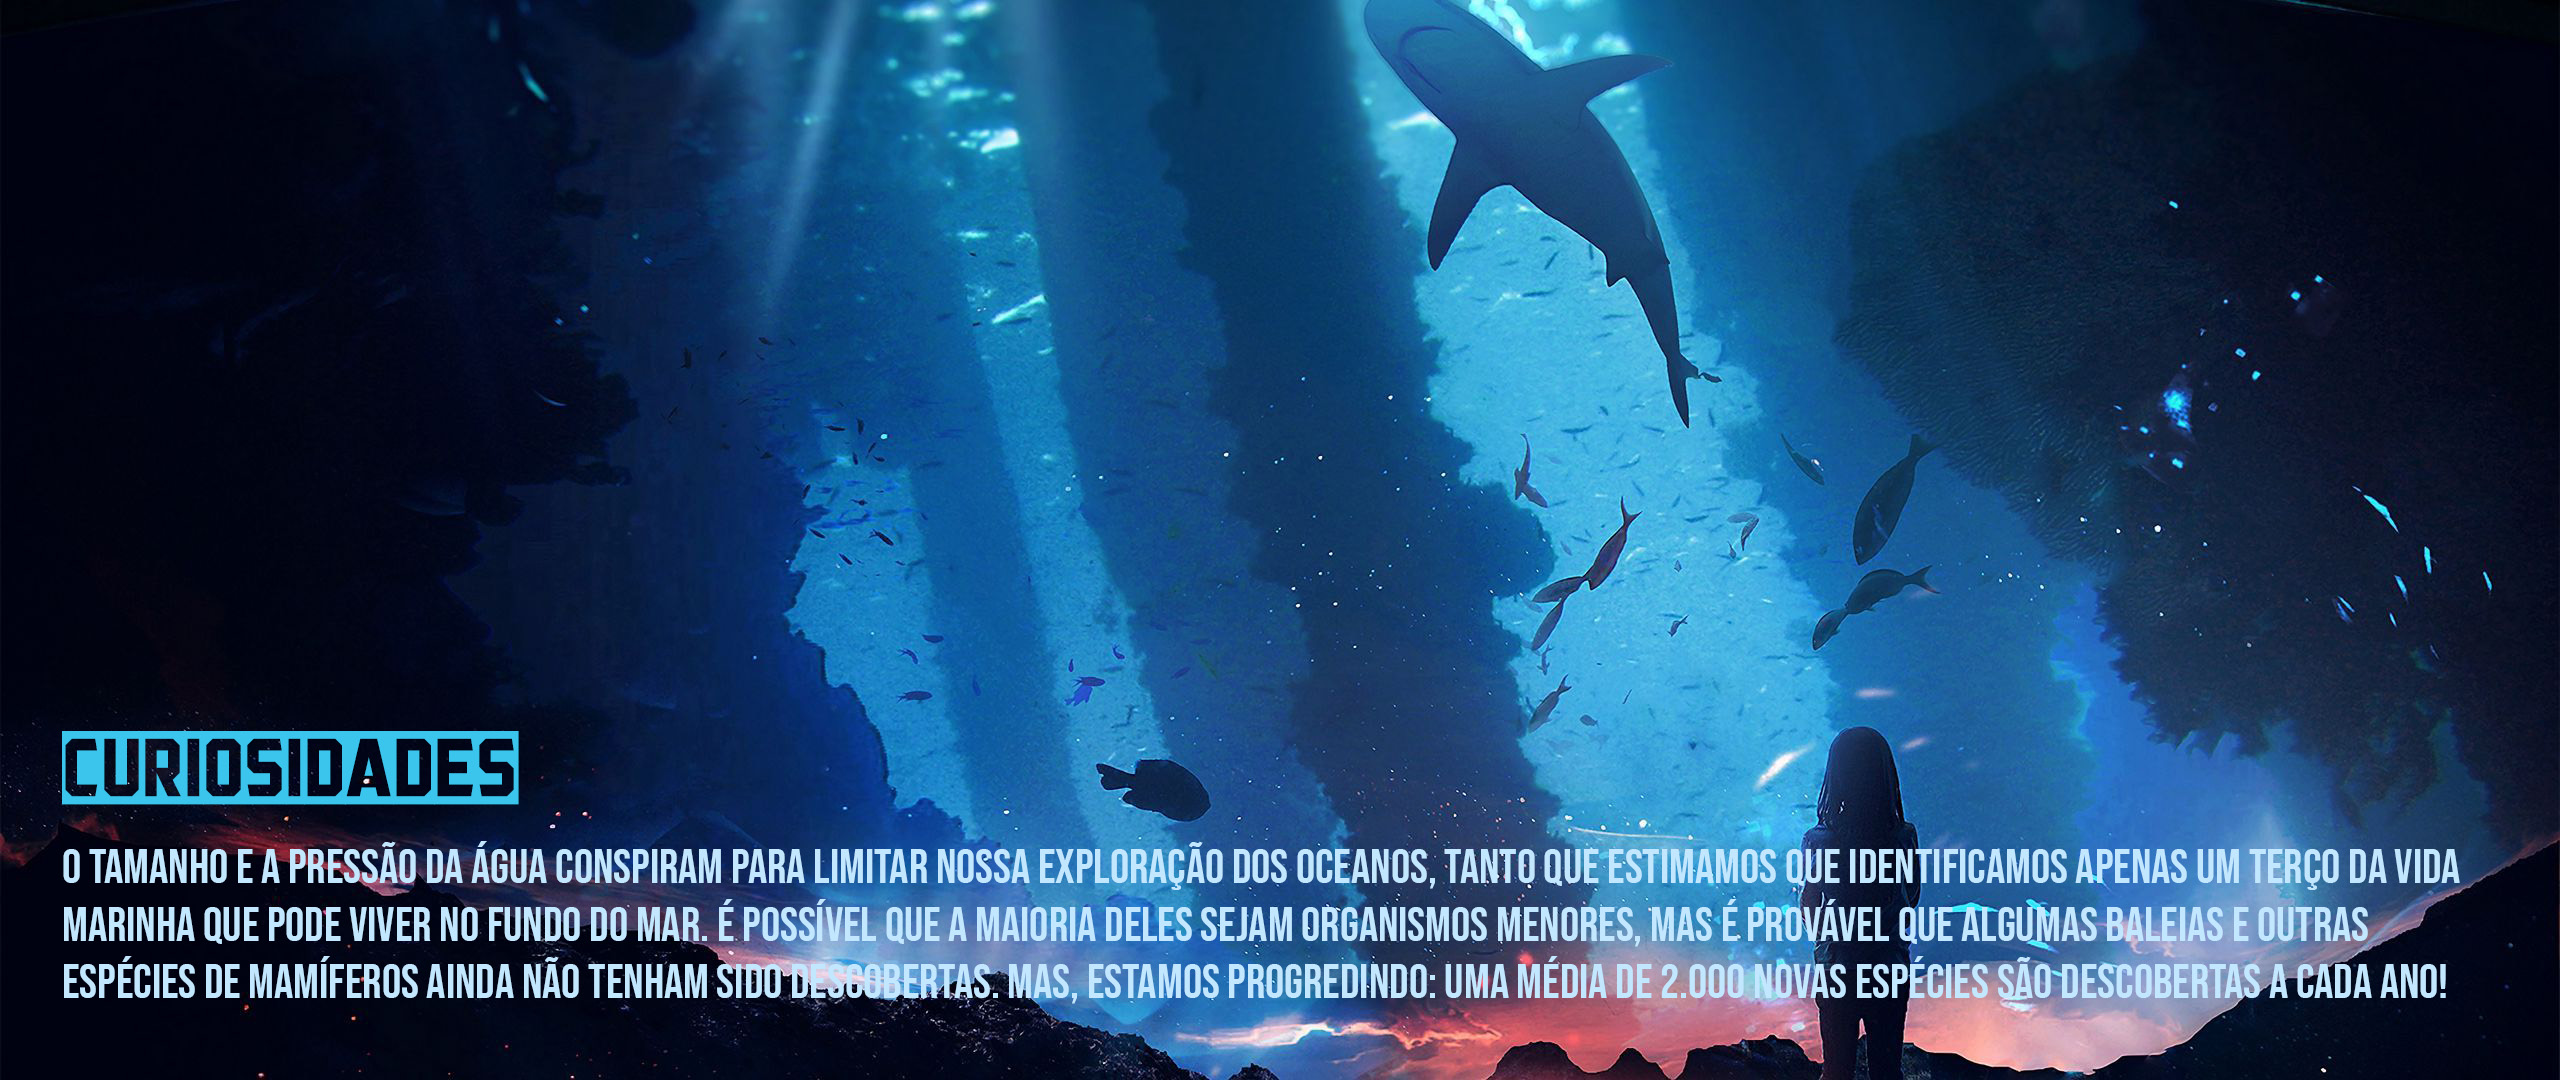 CURIOSIDADES
O TAMANHO E A PRESSÃO DA ÁGUA CONSPIRAM PARA LIMITAR NOSSA EXPLORAÇÃO DOS OCEANOS, TANTO QUE ESTIMAMOS QUE IDENTIFICAMOS APENAS UM TERÇO DA VIDA
MARINHA QUE PODE VIVER NO FUNDO DO MAR. É POSSÍVEL QUE A MAIORIA DELES SEJAM ORGANISMOS MENORES, MAS É PROVÁVEL QUE ALGUMAS BALEIAS E OUTRAS
ESPÉCIES DE MAMÍFEROS AINDA NÃO TENHAM SIDO DESCOBERTAS. MAS, ESTAMOS PROGREDINDO: UMA MÉDIA DE 2.000 NOVAS ESPÉCIES SÃO DESCOBERTAS A CADA ANO!